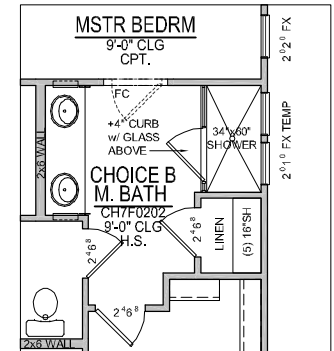 MSTR BEDRM
9'-0" CLG
CPT.
2⁰2⁰ FX
FC
+4" CURB
w/ GLASS
ABOVE
34"x60"
SHOWER
2⁰1⁰ FX TEMP
2x6 WALL
CHOICE B
M. BATH
CH7F0202
9'-0" CLG
H.S.
2⁴6⁸
2⁴6⁸
LINEN
(5) 16"SH
2⁴6⁸
2x6 WALL